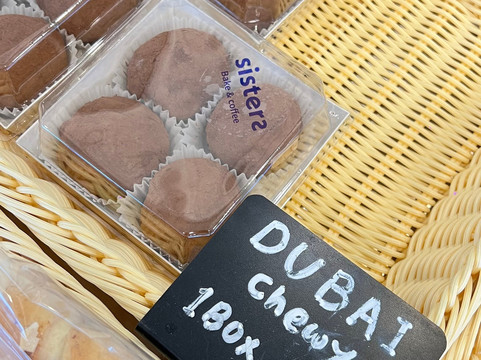 sisters
Bake & coffee
DUBAI
chewy
1BOX